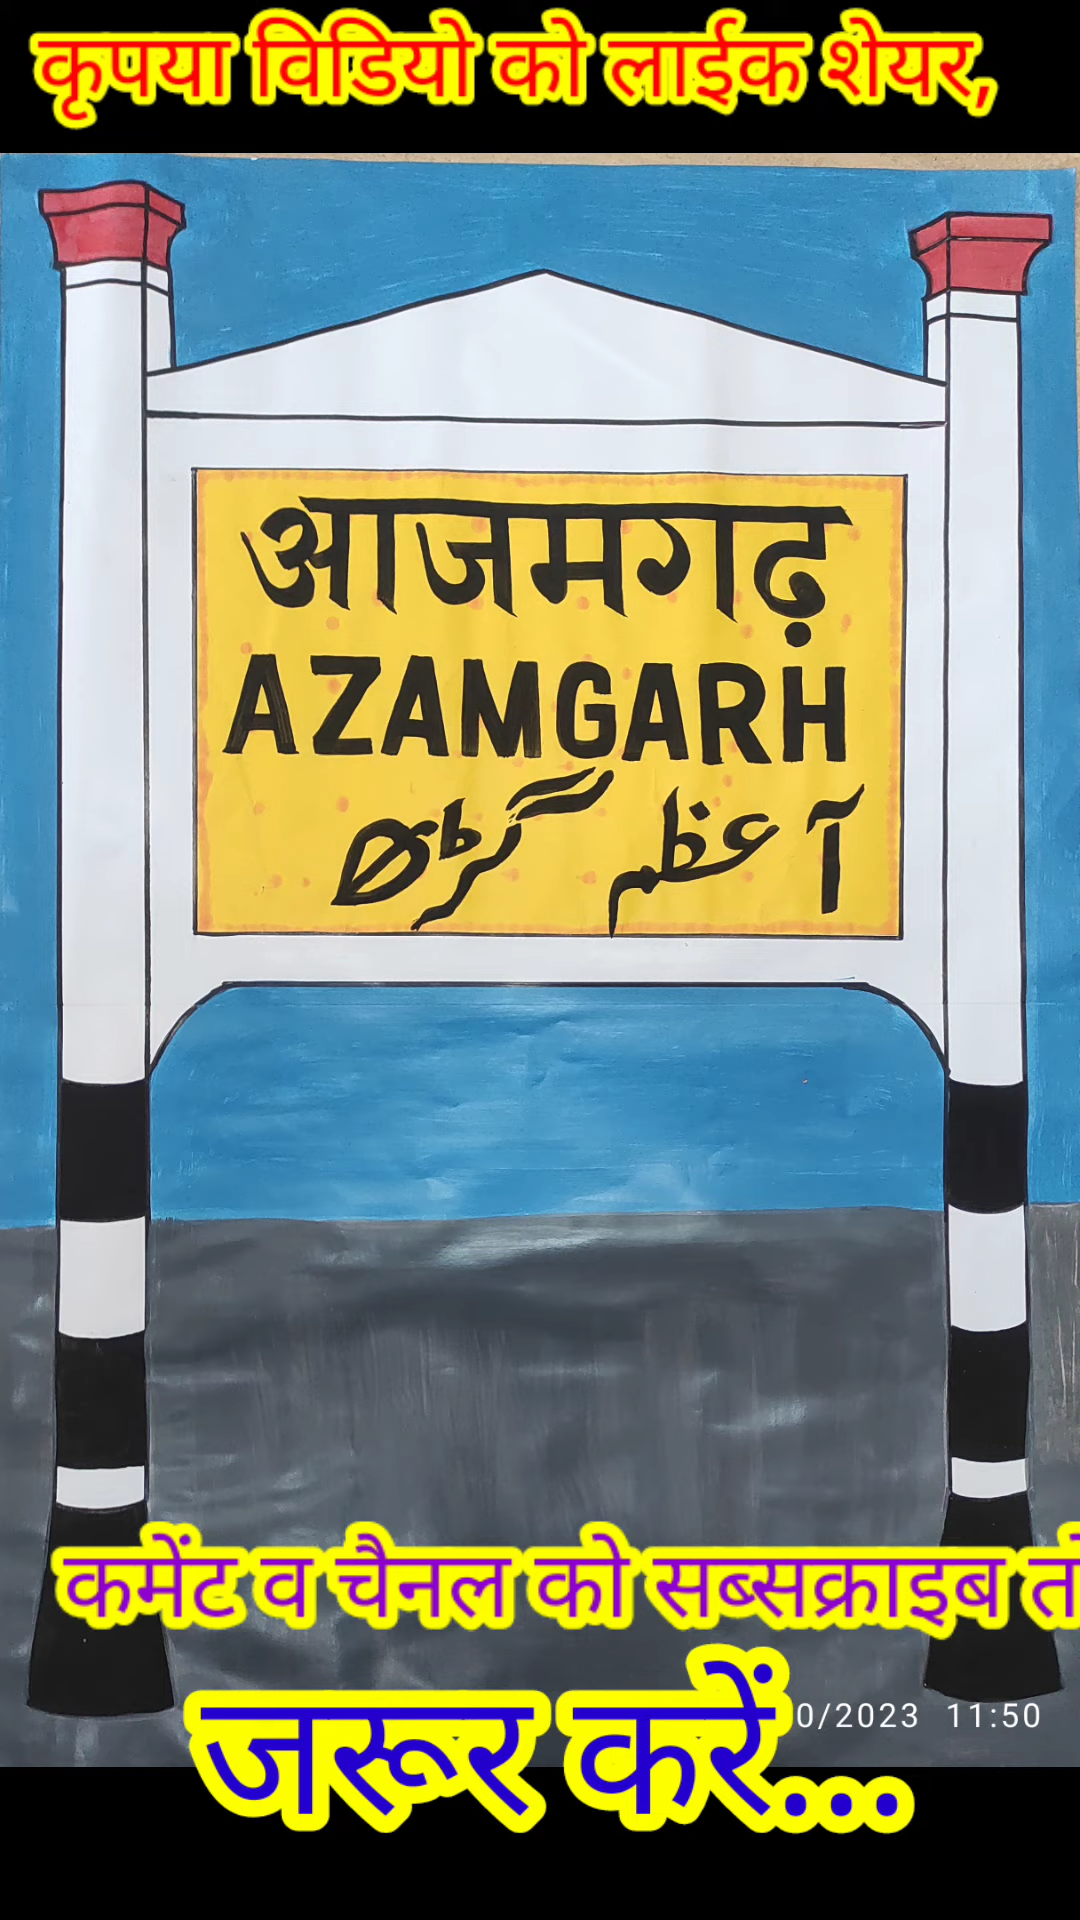 कृपया विडियो को लाईक शेयर,
आजमगढ़
AZAMGARH
آعظم گڑھ
कमेंट व चैनल को सब्सक्राइब तो
0/2023 11:50
जरूर करें...